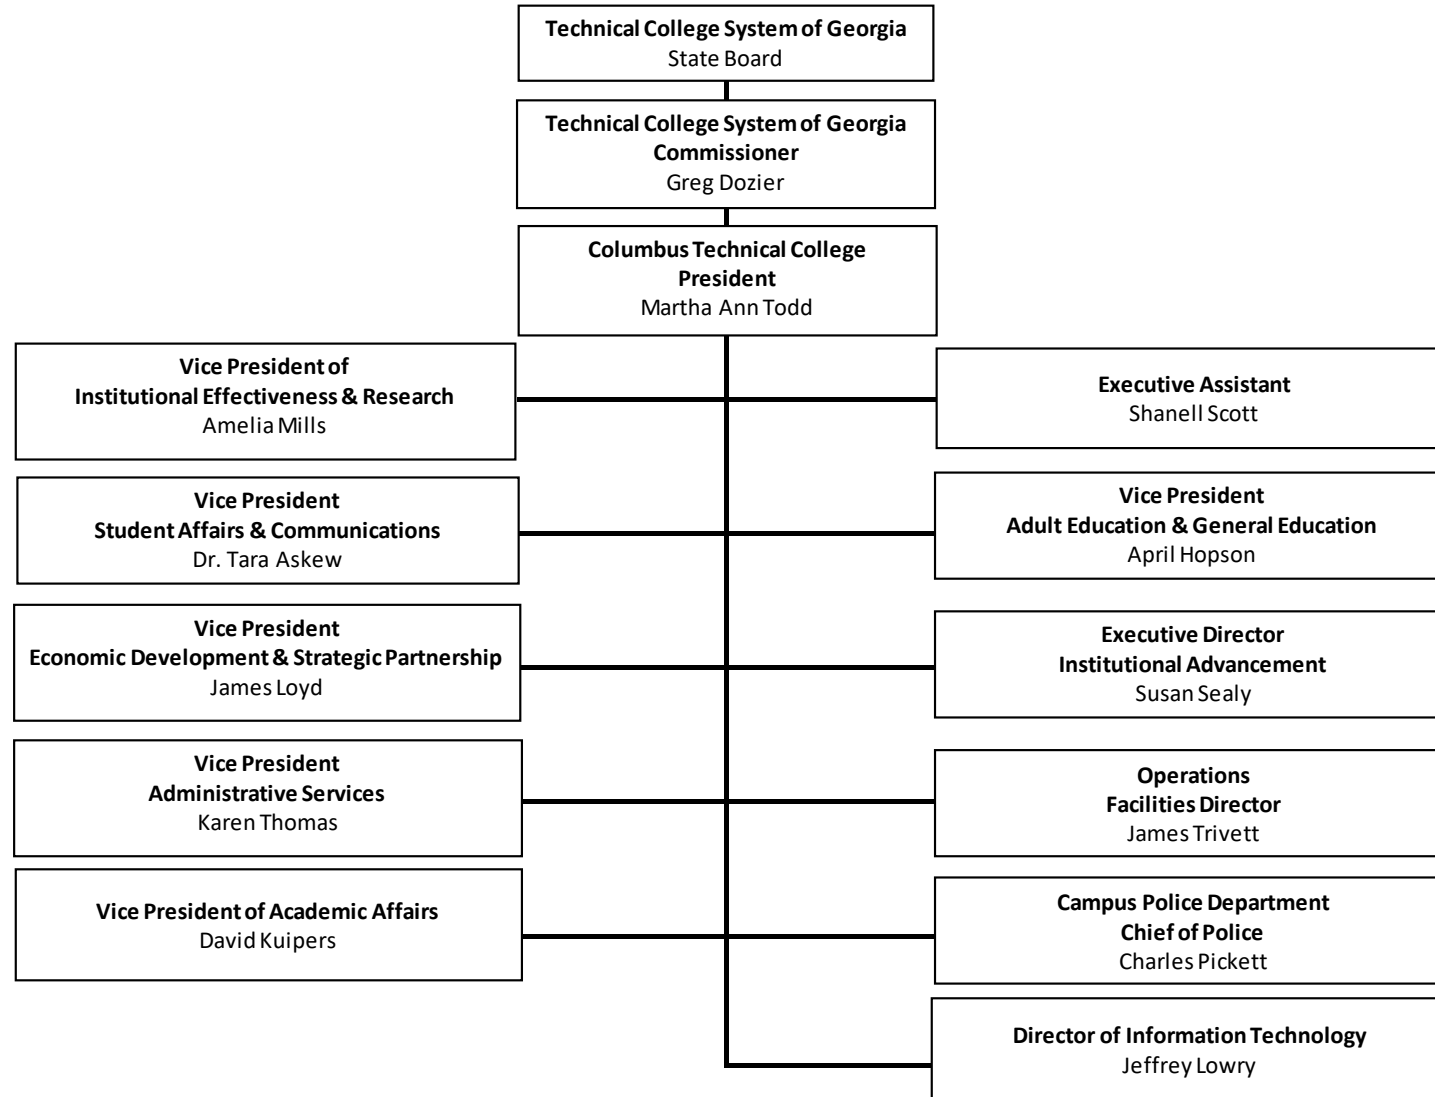 Technical College System of Georgia
State Board
Technical College System of Georgia
Commissioner
Greg Dozier
Columbus Technical College
President
Martha Ann Todd
Vice President of
Institutional Effectiveness & Research
Amelia Mills
Executive Assistant
Shanell Scott
Vice President
Student Affairs & Communications
Dr. Tara Askew
Vice President
Adult Education & General Education
April Hopson
Vice President
Economic Development & Strategic Partnership
James Loyd
Executive Director
Institutional Advancement
Susan Sealy
Vice President
Administrative Services
Karen Thomas
Operations
Facilities Director
James Trivett
Vice President of Academic Affairs
David Kuipers
Campus Police Department
Chief of Police
Charles Pickett
Director of Information Technology
Jeffrey Lowry